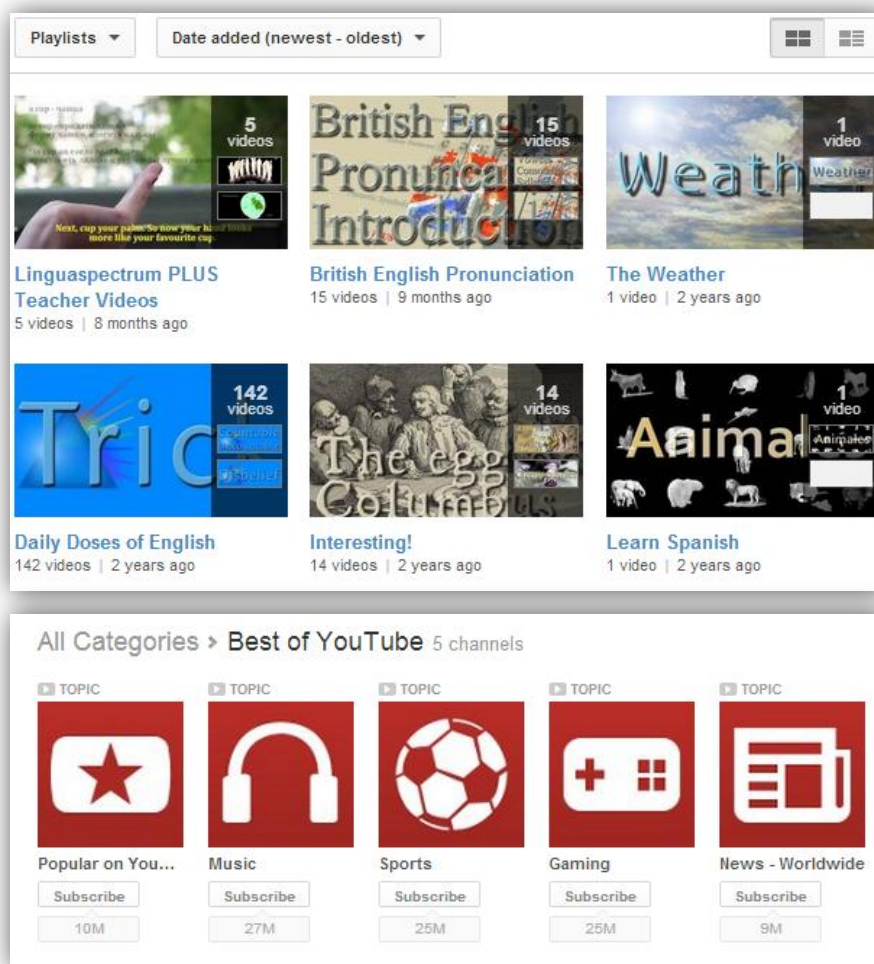 Playlists
Date added (newest - oldest)
5
videos
Next, cup your palm. So now your hand looks
more like your favourite cup.
British English
Pronuncia
Introduction
15
videos
Weath
1
video
Weather
Linguaspectrum PLUS
Teacher Videos
5 videos | 8 months ago
British English Pronunciation
15 videos | 9 months ago
The Weather
1 video | 2 years ago
Tric
142
videos
Countable
Disbelief
The egg
Columbus
14
videos
Animal
1
video
Animales
Daily Doses of English
142 videos | 2 years ago
Interesting!
14 videos | 2 years ago
Learn Spanish
1 video | 2 years ago
All Categories › Best of YouTube 5 channels
TOPIC TOPIC TOPIC TOPIC TOPIC
Popular on You... Music Sports Gaming News - Worldwide
Subscribe Subscribe Subscribe Subscribe Subscribe
10M 27M 25M 25M 9M